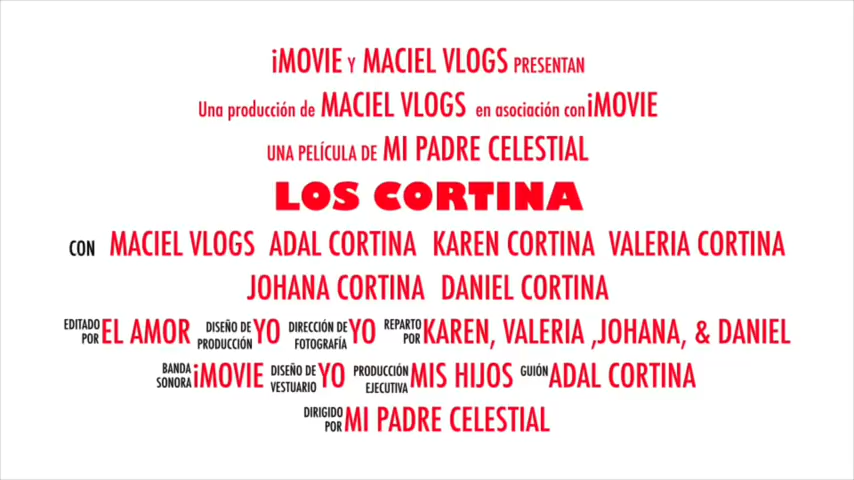 iMOVIE Y MACIEL VLOGS PRESENTAN
Una producción de MACIEL VLOGS en asociación con iMOVIE
UNA PELÍCULA DE MI PADRE CELESTIAL
LOS CORTINA
CON MACIEL VLOGS ADAL CORTINA KAREN CORTINA VALERIA CORTINA
JOHANA CORTINA DANIEL CORTINA
EDITADO POR EL AMOR DISEÑO DE PRODUCCIÓN YO DIRECCIÓN DE FOTOGRAFÍA YO REPARTO POR KAREN, VALERIA ,JOHANA, & DANIEL
BANDA SONORA iMOVIE DISEÑO DE VESTUARIO YO PRODUCCIÓN EJECUTIVA MIS HIJOS GUIÓN ADAL CORTINA
DIRIGIDO POR MI PADRE CELESTIAL